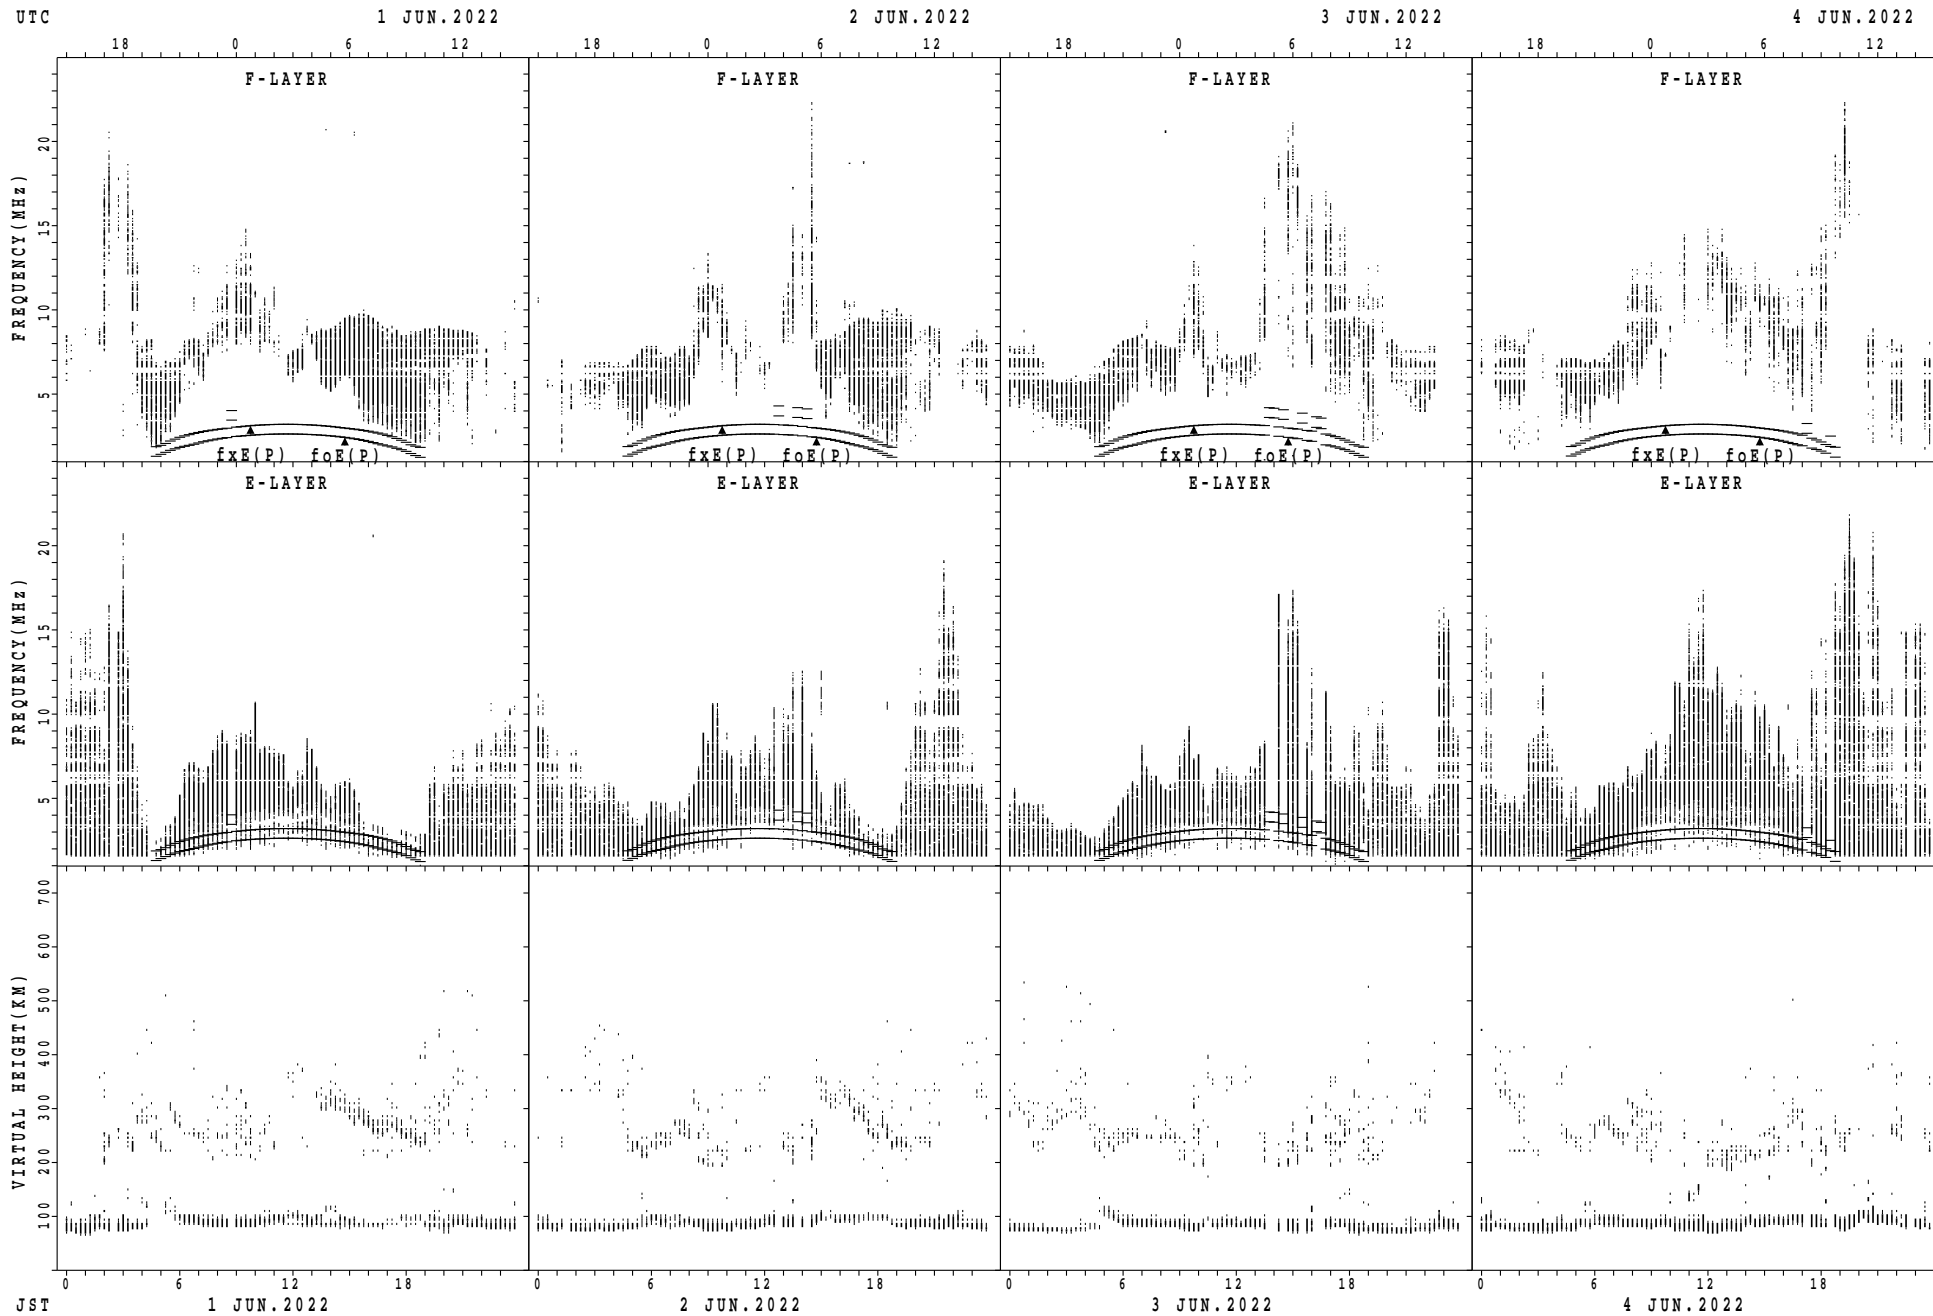 UTC 1 JUN.2022 2 JUN.2022 3 JUN.2022 4 JUN.2022
18 0 6 12 18 0 6 12 18 0 6 12 18 0 6 12
F-LAYER F-LAYER F-LAYER F-LAYER
FREQUENCY(MHz)
20
15
10
5
fxE(P) foE(P) fxE(P) foE(P) fxE(P) foE(P) fxE(P) foE(P)
E-LAYER E-LAYER E-LAYER E-LAYER
FREQUENCY(MHz)
20
15
10
5
VIRTUAL HEIGHT(KM)
700
600
500
400
300
200
100
0 6 12 18 0 6 12 18 0 6 12 18 0 6 12 18
JST 1 JUN.2022 2 JUN.2022 3 JUN.2022 4 JUN.2022